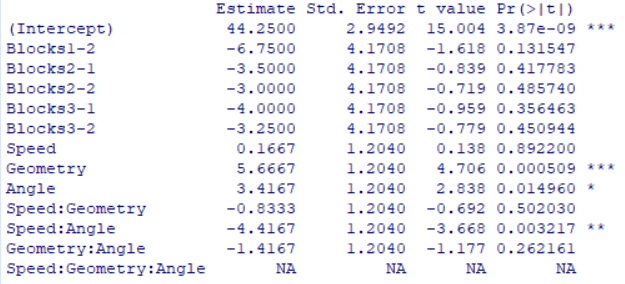 Estimate Std. Error t value Pr(>|t|)
(Intercept) 44.2500 2.9492 15.004 3.87e-09 ***
Blocks1-2 -6.7500 4.1708 -1.618 0.131547
Blocks2-1 -3.5000 4.1708 -0.839 0.417783
Blocks2-2 -3.0000 4.1708 -0.719 0.485740
Blocks3-1 -4.0000 4.1708 -0.959 0.356463
Blocks3-2 -3.2500 4.1708 -0.779 0.450944
Speed 0.1667 1.2040 0.138 0.892200
Geometry 5.6667 1.2040 4.706 0.000509 ***
Angle 3.4167 1.2040 2.838 0.014960 *
Speed:Geometry -0.8333 1.2040 -0.692 0.502030
Speed:Angle -4.4167 1.2040 -3.668 0.003217 **
Geometry:Angle -1.4167 1.2040 -1.177 0.262161
Speed:Geometry:Angle NA NA NA NA